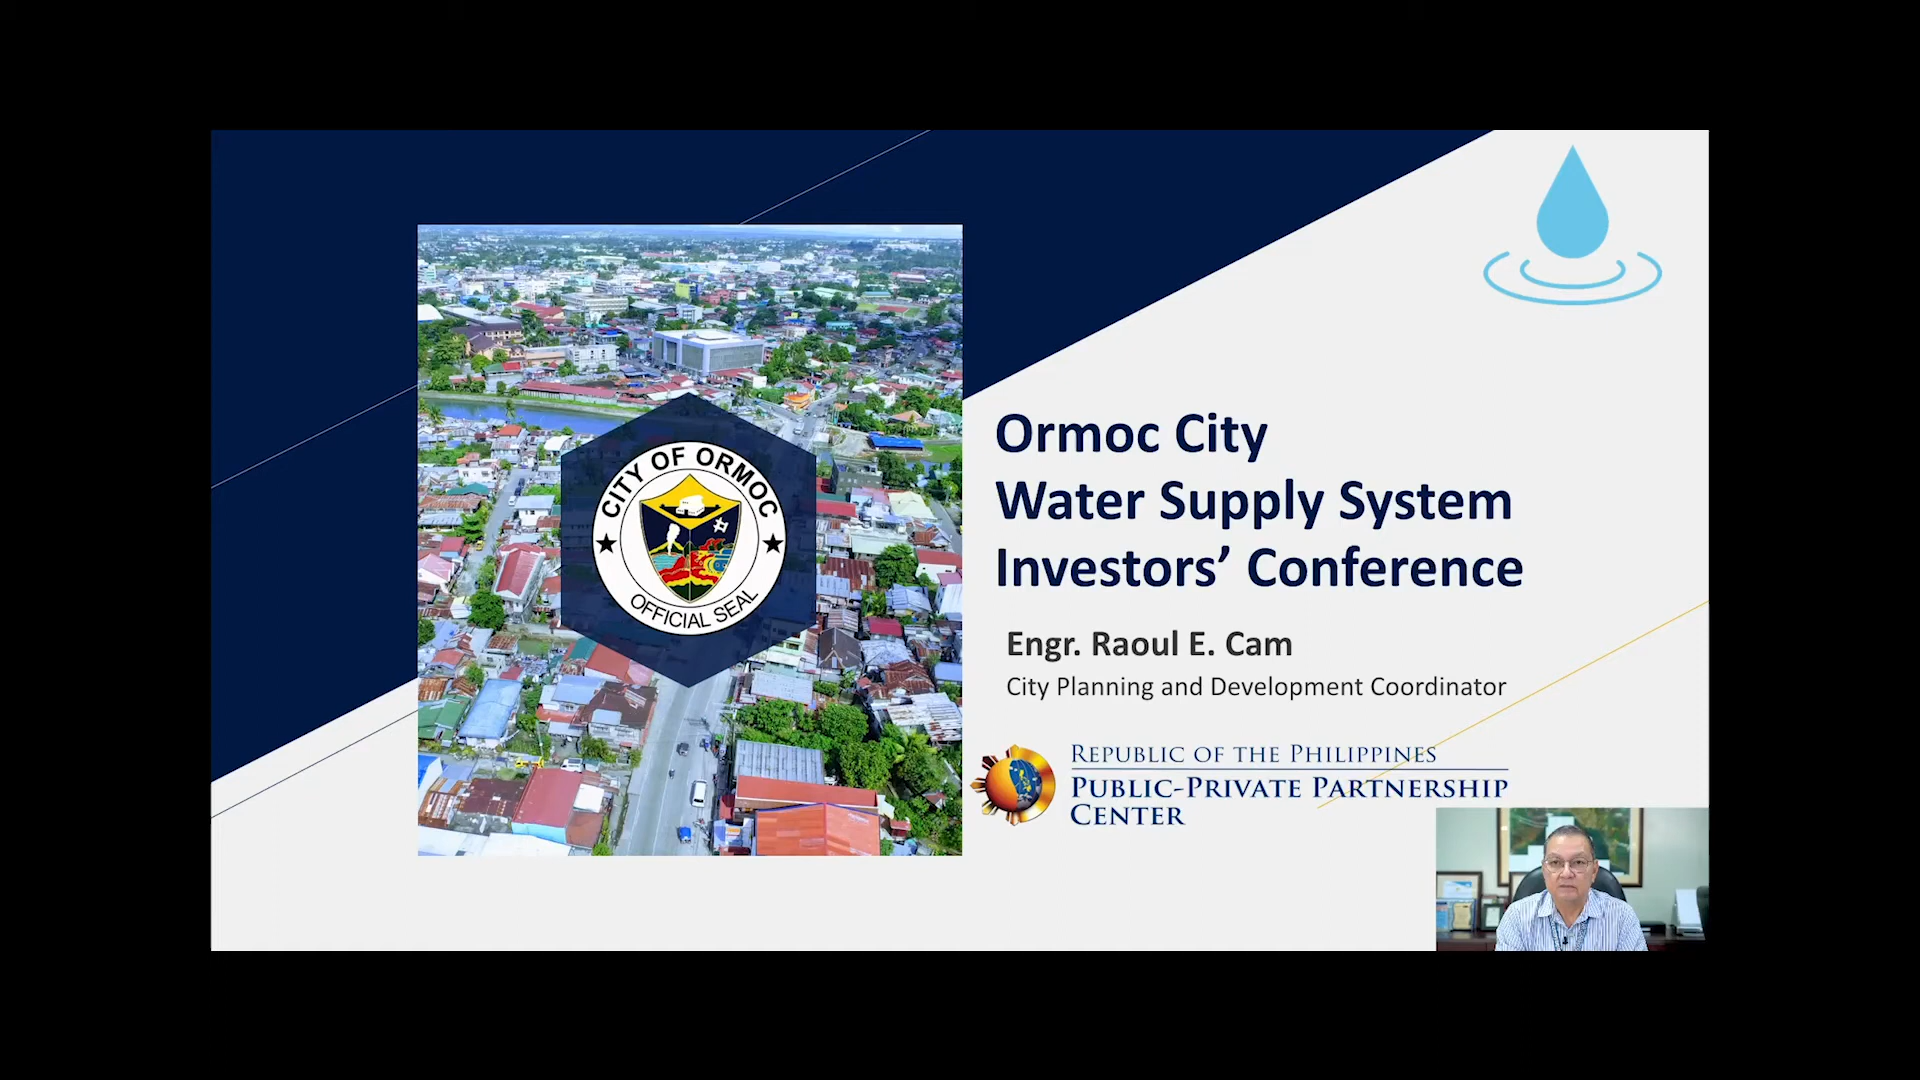 CITY OF ORMOC
OFFICIAL SEAL
Ormoc City
Water Supply System
Investors’ Conference
Engr. Raoul E. Cam
City Planning and Development Coordinator
REPUBLIC OF THE PHILIPPINES
PUBLIC-PRIVATE PARTNERSHIP
CENTER